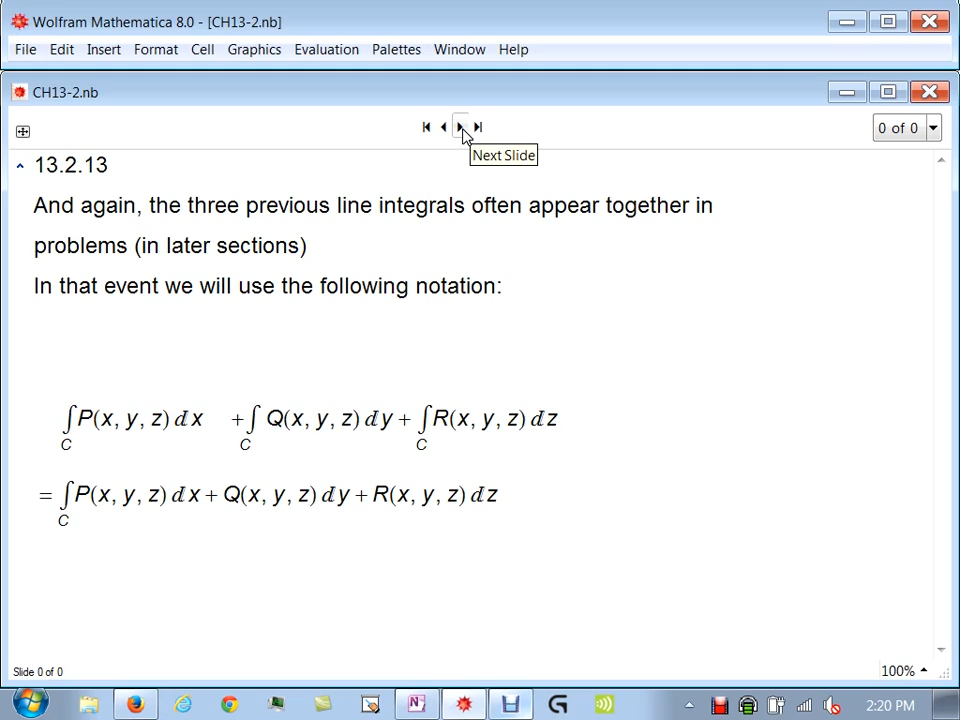 Wolfram Mathematica 8.0 - [CH13-2.nb]
File Edit Insert Format Cell Graphics Evaluation Palettes Window Help
CH13-2.nb
0 of 0
Next Slide
13.2.13
And again, the three previous line integrals often appear together in
problems (in later sections)
In that event we will use the following notation:
∫C P(x, y, z) ⅆx + ∫C Q(x, y, z) ⅆy + ∫C R(x, y, z) ⅆz
= ∫C P(x, y, z) ⅆx + Q(x, y, z) ⅆy + R(x, y, z) ⅆz
Slide 0 of 0
100%
2:20 PM